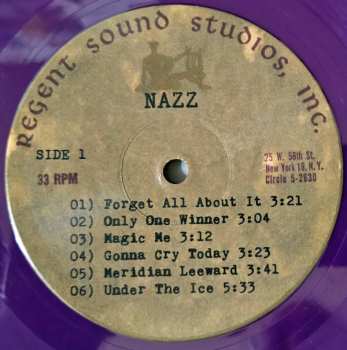 REGENT SOUND STUDIOS, INC.
NAZZ
SIDE 1
33 RPM
25 W. 56th St.
New York 19, N.Y.
Circle 5-2630
01) Forget All About It 3:21
02) Only One Winner 3:04
03) Magic Me 3:12
04) Gonna Cry Today 3:23
05) Meridian Leeward 3:41
06) Under The Ice 5:33